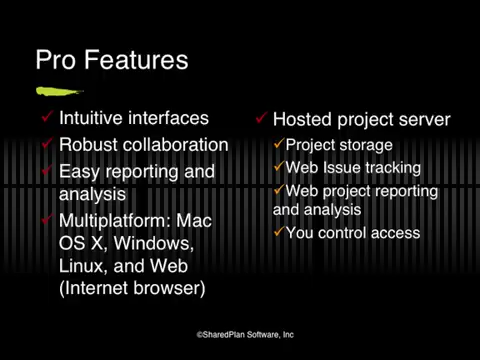 Pro Features
Intuitive interfaces
Robust collaboration
Easy reporting and
analysis
Multiplatform: Mac
OS X, Windows,
Linux, and Web
(Internet browser)
Hosted project server
Project storage
Web Issue tracking
Web project reporting
and analysis
You control access
©SharedPlan Software, Inc